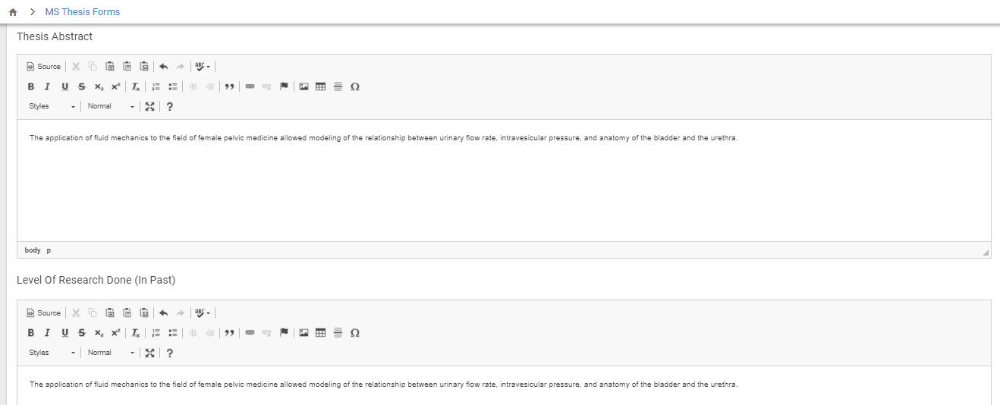 MS Thesis Forms
Thesis Abstract
Source ABC
B I U S x₂ x² Tx
Styles Normal ?
The application of fluid mechanics to the field of female pelvic medicine allowed modeling of the relationship between urinary flow rate, intravesicular pressure, and anatomy of the bladder and the urethra.
body p
Level Of Research Done (In Past)
Source ABC
B I U S x₂ x² Tx
Styles Normal ?
The application of fluid mechanics to the field of female pelvic medicine allowed modeling of the relationship between urinary flow rate, intravesicular pressure, and anatomy of the bladder and the urethra.